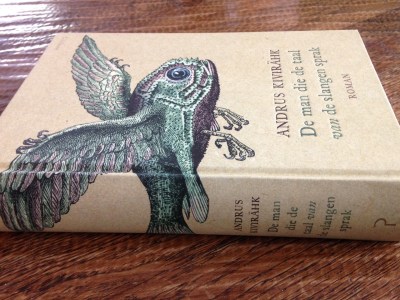 ANDRUS KIVIRÄHK
De man die de taal
van de slangen sprak
ROMAN
ANDRUS
KIVIRÄHK
De man
die de
taal van
de slangen
sprak
?